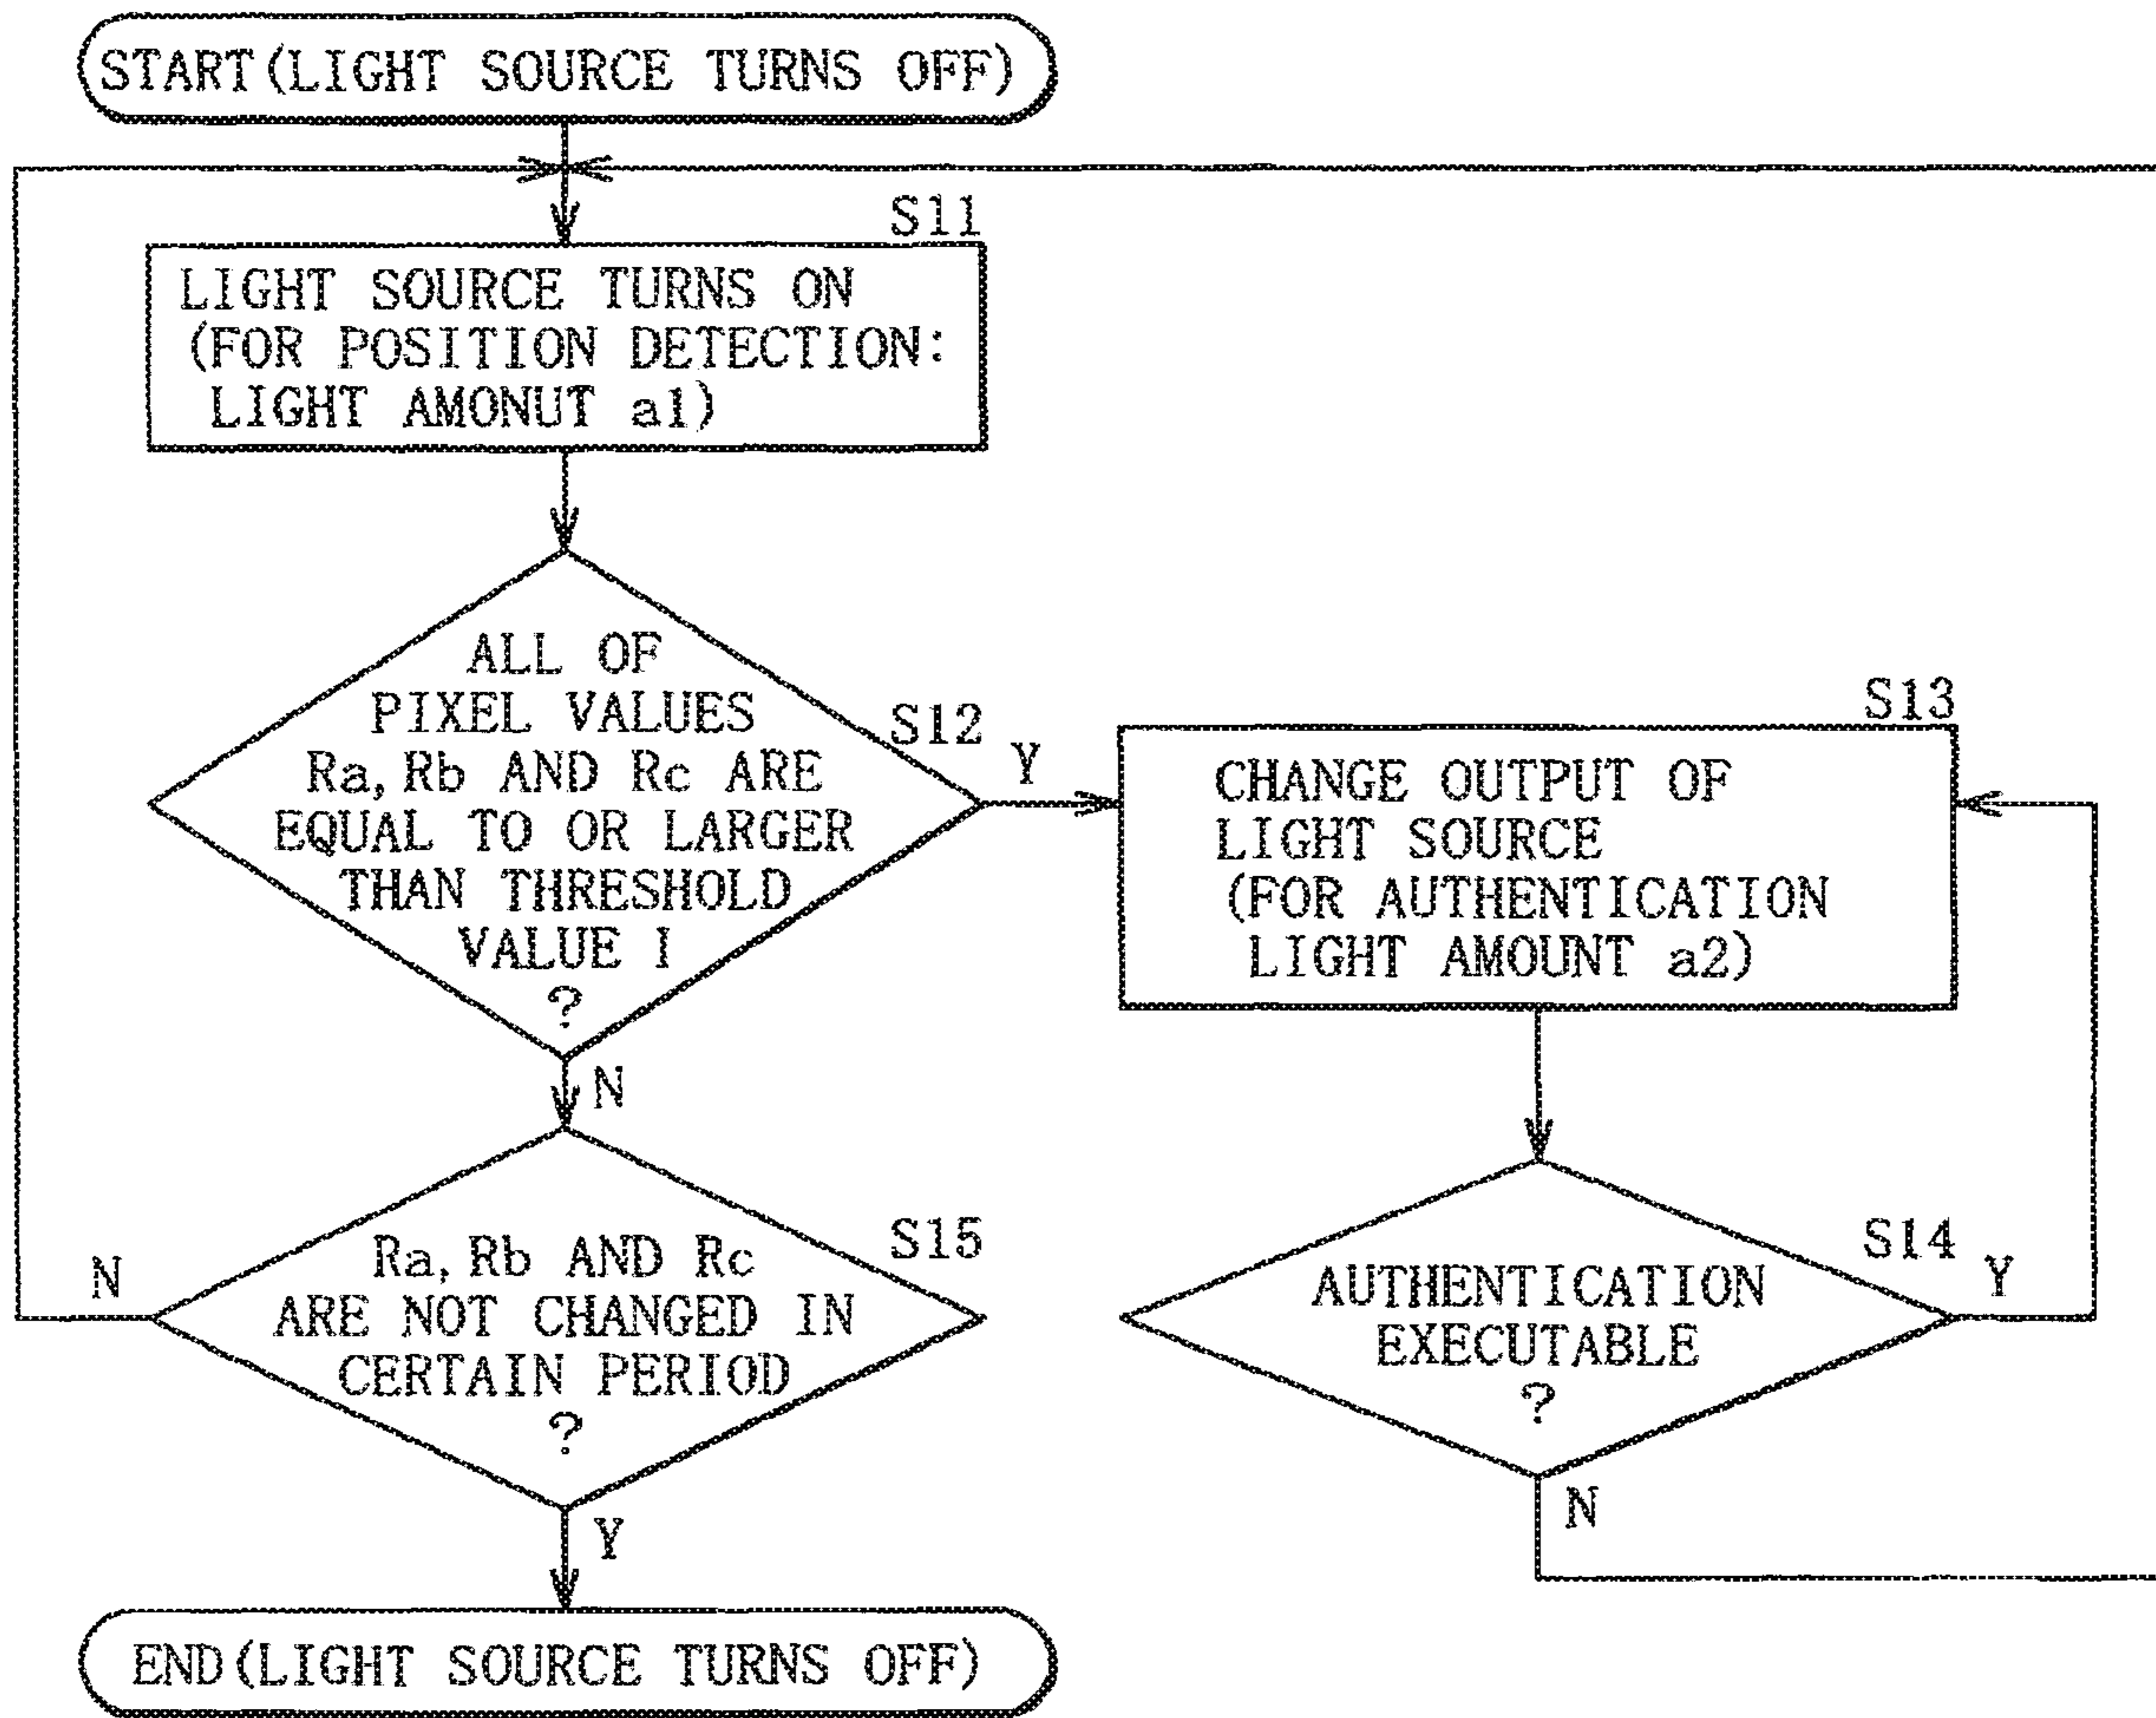 START(LIGHT SOURCE TURNS OFF)
S11
LIGHT SOURCE TURNS ON
(FOR POSITION DETECTION:
LIGHT AMONUT a1)
ALL OF
PIXEL VALUES
Ra, Rb AND Rc ARE
EQUAL TO OR LARGER
THAN THRESHOLD
VALUE I
?
S12
Y
N
S13
CHANGE OUTPUT OF
LIGHT SOURCE
(FOR AUTHENTICATION
LIGHT AMOUNT a2)
S14
AUTHENTICATION
EXECUTABLE
?
Y
N
S15
Ra, Rb AND Rc
ARE NOT CHANGED IN
CERTAIN PERIOD
?
N
Y
END(LIGHT SOURCE TURNS OFF)